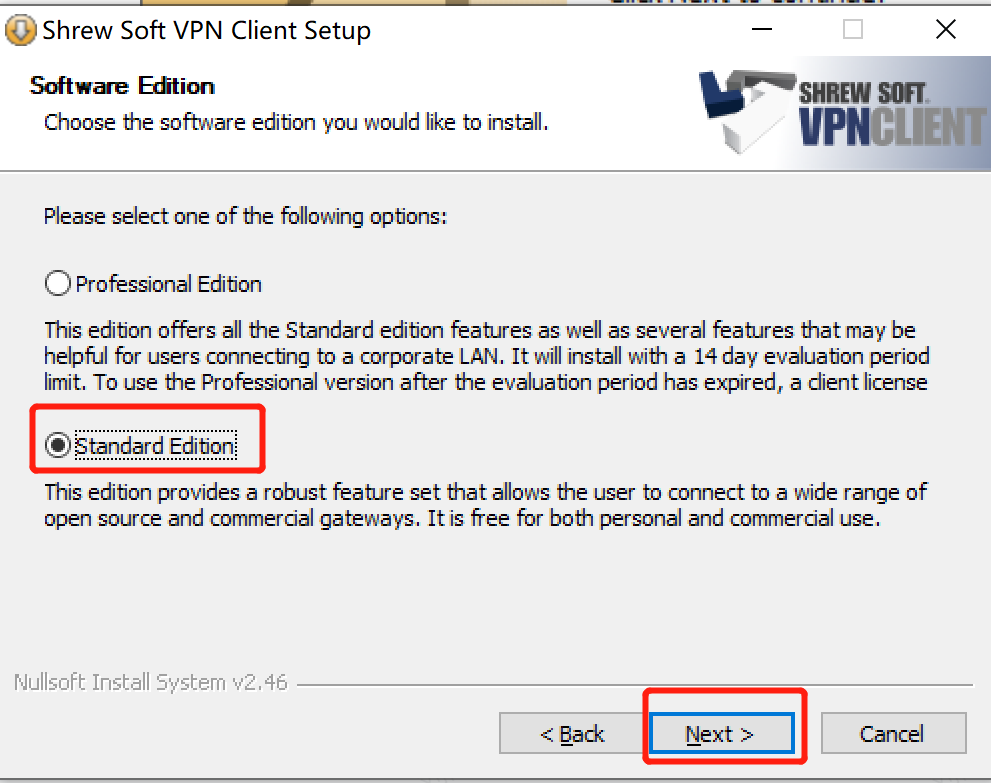 Shrew Soft VPN Client Setup
Software Edition
Choose the software edition you would like to install.
SHREW SOFT
VPNCLIENT
Please select one of the following options:
Professional Edition
This edition offers all the Standard edition features as well as several features that may be
helpful for users connecting to a corporate LAN. It will install with a 14 day evaluation period
limit. To use the Professional version after the evaluation period has expired, a client license
Standard Edition
This edition provides a robust feature set that allows the user to connect to a wide range of
open source and commercial gateways. It is free for both personal and commercial use.
Nullsoft Install System v2.46
< Back
Next >
Cancel